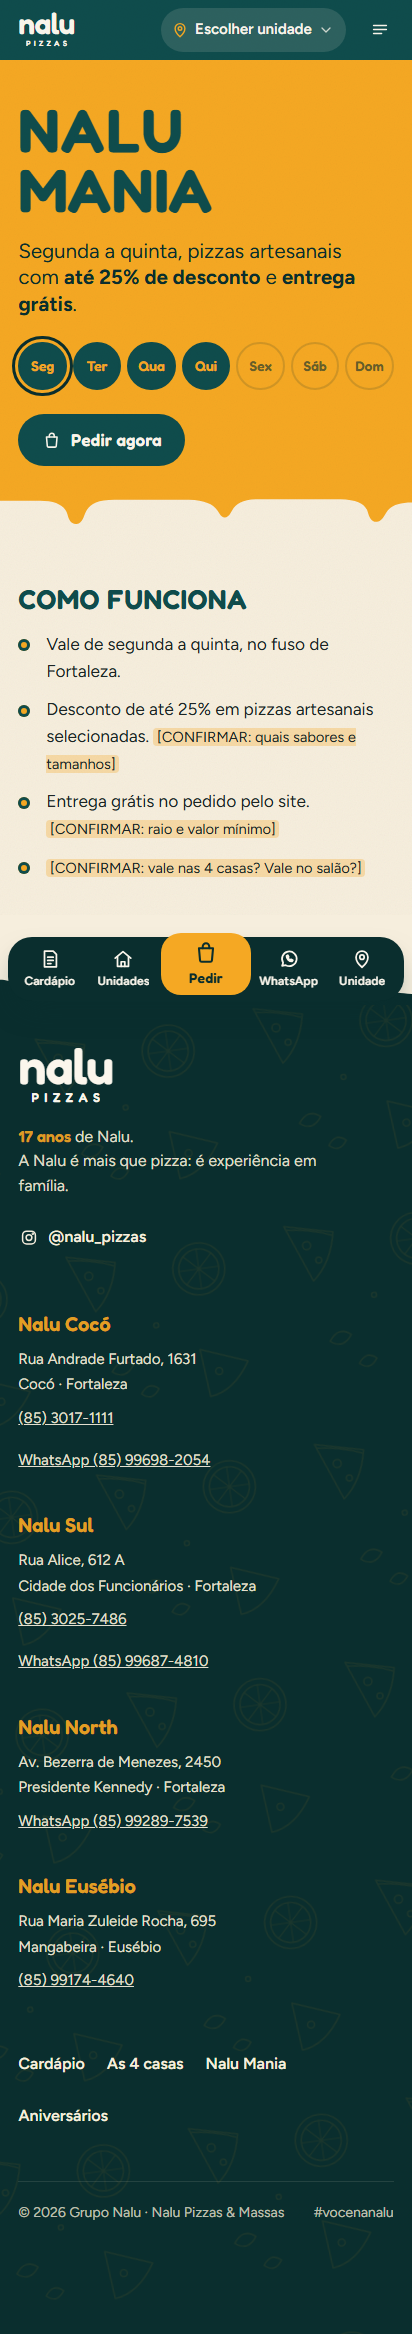 nalu
PIZZAS
Escolher unidade
NALU
MANIA
Segunda a quinta, pizzas artesanais
com até 25% de desconto e entrega
grátis.
Seg Ter Qua Qui Sex Sáb Dom
Pedir agora
COMO FUNCIONA
Vale de segunda a quinta, no fuso de
Fortaleza.
Desconto de até 25% em pizzas artesanais
selecionadas. [CONFIRMAR: quais sabores e
tamanhos]
Entrega grátis no pedido pelo site.
[CONFIRMAR: raio e valor mínimo]
[CONFIRMAR: vale nas 4 casas? Vale no salão?]
Cardápio Unidades Pedir WhatsApp Unidade
nalu
PIZZAS
17 anos de Nalu.
A Nalu é mais que pizza: é experiência em
família.
@nalu_pizzas
Nalu Cocó
Rua Andrade Furtado, 1631
Cocó · Fortaleza
(85) 3017-1111
WhatsApp (85) 99698-2054
Nalu Sul
Rua Alice, 612 A
Cidade dos Funcionários · Fortaleza
(85) 3025-7486
WhatsApp (85) 99687-4810
Nalu North
Av. Bezerra de Menezes, 2450
Presidente Kennedy · Fortaleza
WhatsApp (85) 99289-7539
Nalu Eusébio
Rua Maria Zuleide Rocha, 695
Mangabeira · Eusébio
(85) 99174-4640
Cardápio As 4 casas Nalu Mania
Aniversários
© 2026 Grupo Nalu · Nalu Pizzas & Massas #vocenanalu